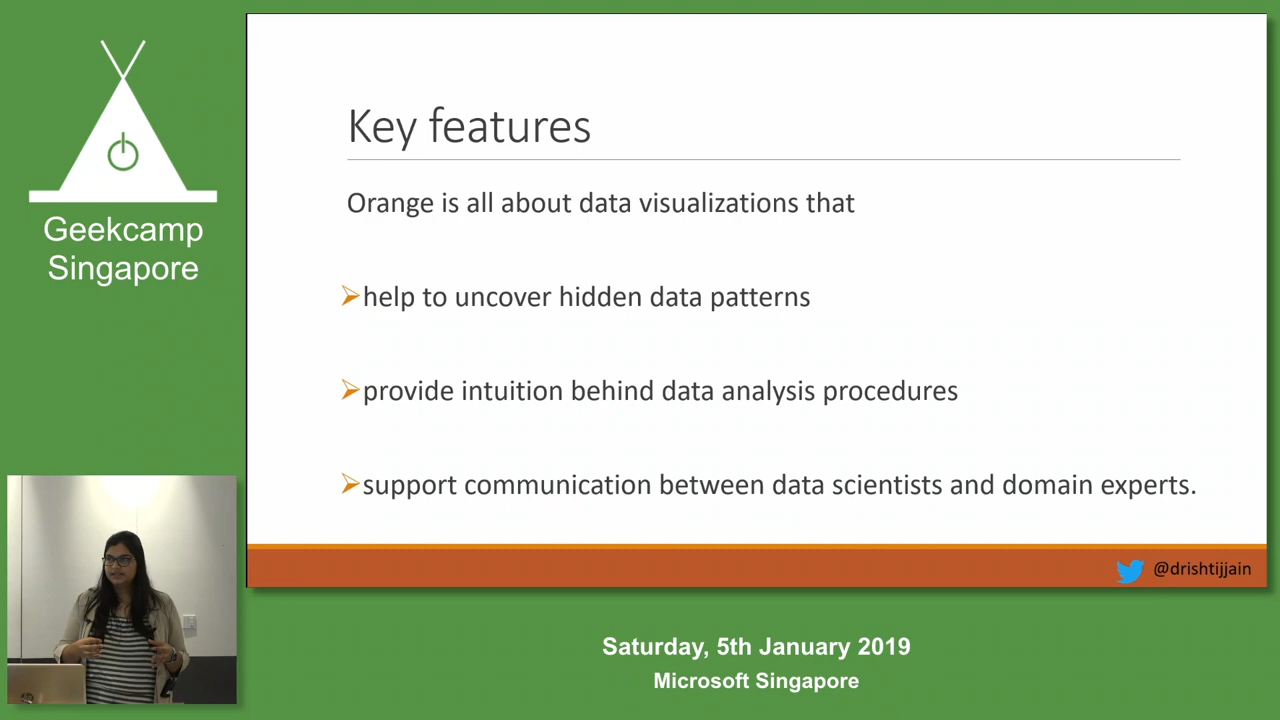 Geekcamp
Singapore
Key features
Orange is all about data visualizations that
help to uncover hidden data patterns
provide intuition behind data analysis procedures
support communication between data scientists and domain experts.
@drishtijjain
Saturday, 5th January 2019
Microsoft Singapore